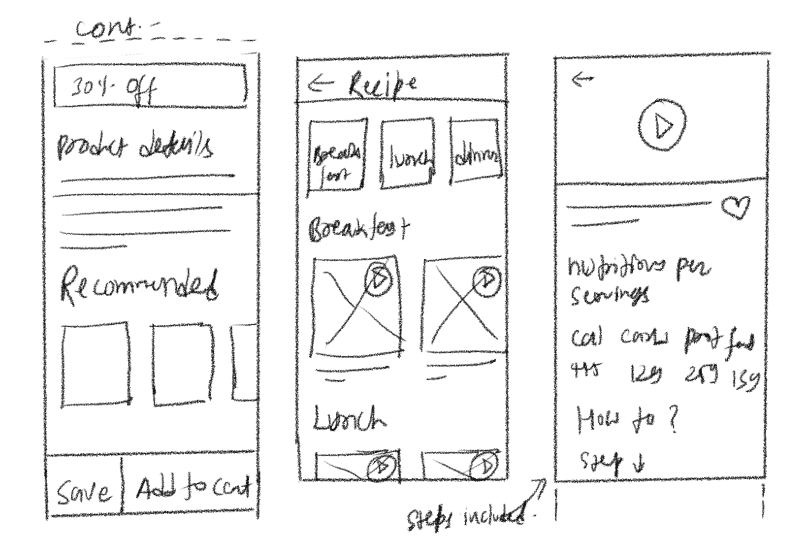 cont.-
30% off
product details
Recommended
Save
Add to cart
← Recipe
Breakfast
lunch
dinner
Breakfast
Lunch
steps included.
←
nutritions per
servings
cal carbs prot fat
445 12g 25g 15g
How to?
Step ↓